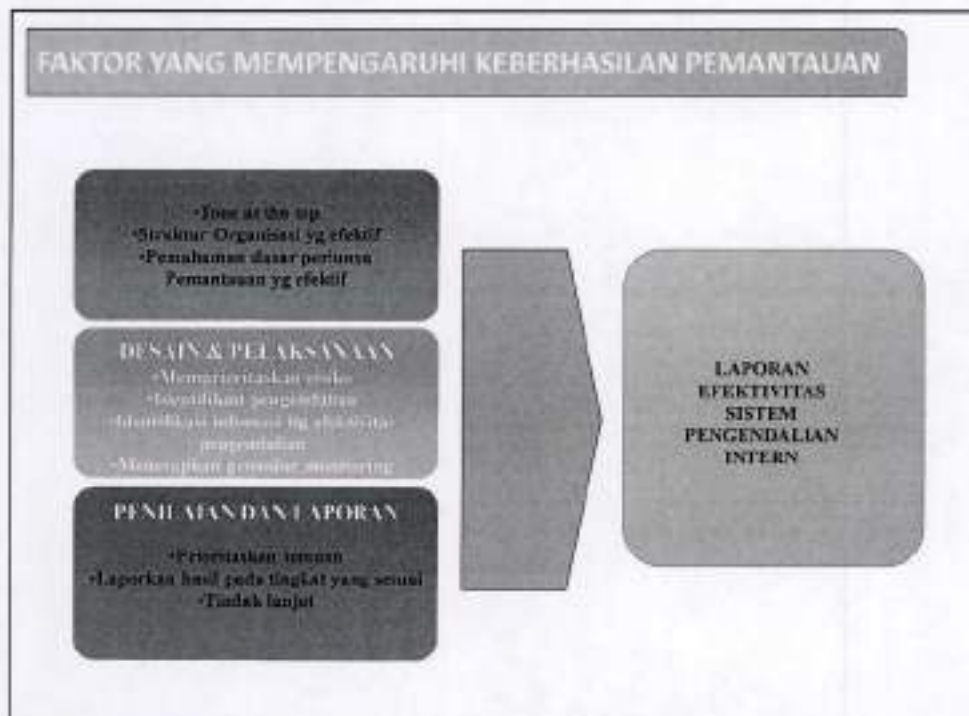 FAKTOR YANG MEMPENGARUHI KEBERHASILAN PEMANTAUAN
•Tone at the top
•Struktur Organisasi yg efektif
•Pemahaman dasar perlunya
Pemantauan yg efektif
DESAIN & PELAKSANAAN
•Memprioritaskan risiko
•Identifikasi pengendalian
•Identifikasi informasi ttg efektivitas
pengendalian
•Menerapkan prosedur monitoring
PENILAIAN DAN LAPORAN
•Prioritaskan temuan
•Laporkan hasil pada tingkat yang sesuai
•Tindak lanjut
LAPORAN
EFEKTIVITAS
SISTEM
PENGENDALIAN
INTERN